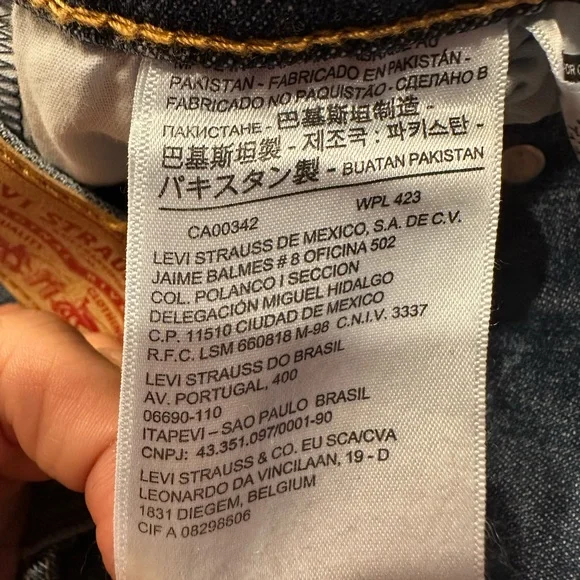 PAKISTAN - FABRICADO EN PAKISTÁN -
FABRICADO NO PAQUISTÃO - СДЕЛАНО В
ПАКИСТАНЕ - 巴基斯坦制造 -
巴基斯坦製 - 제조국 : 파키스탄 -
パキスタン製 - BUATAN PAKISTAN
CA00342 WPL 423
LEVI STRAUSS DE MEXICO, S.A. DE C.V.
JAIME BALMES # 8 OFICINA 502
COL. POLANCO I SECCION
DELEGACIÓN MIGUEL HIDALGO
C.P. 11510 CIUDAD DE MEXICO
R.F.C. LSM 660818 M-98 C.N.I.V. 3337
LEVI STRAUSS DO BRASIL
AV. PORTUGAL, 400
06690-110
ITAPEVI – SAO PAULO BRASIL
CNPJ: 43.351.097/0001-90
LEVI STRAUSS & CO. EU SCA/CVA
LEONARDO DA VINCILAAN, 19 - D
1831 DIEGEM, BELGIUM
CIF A 08298606
LEVI STRAU